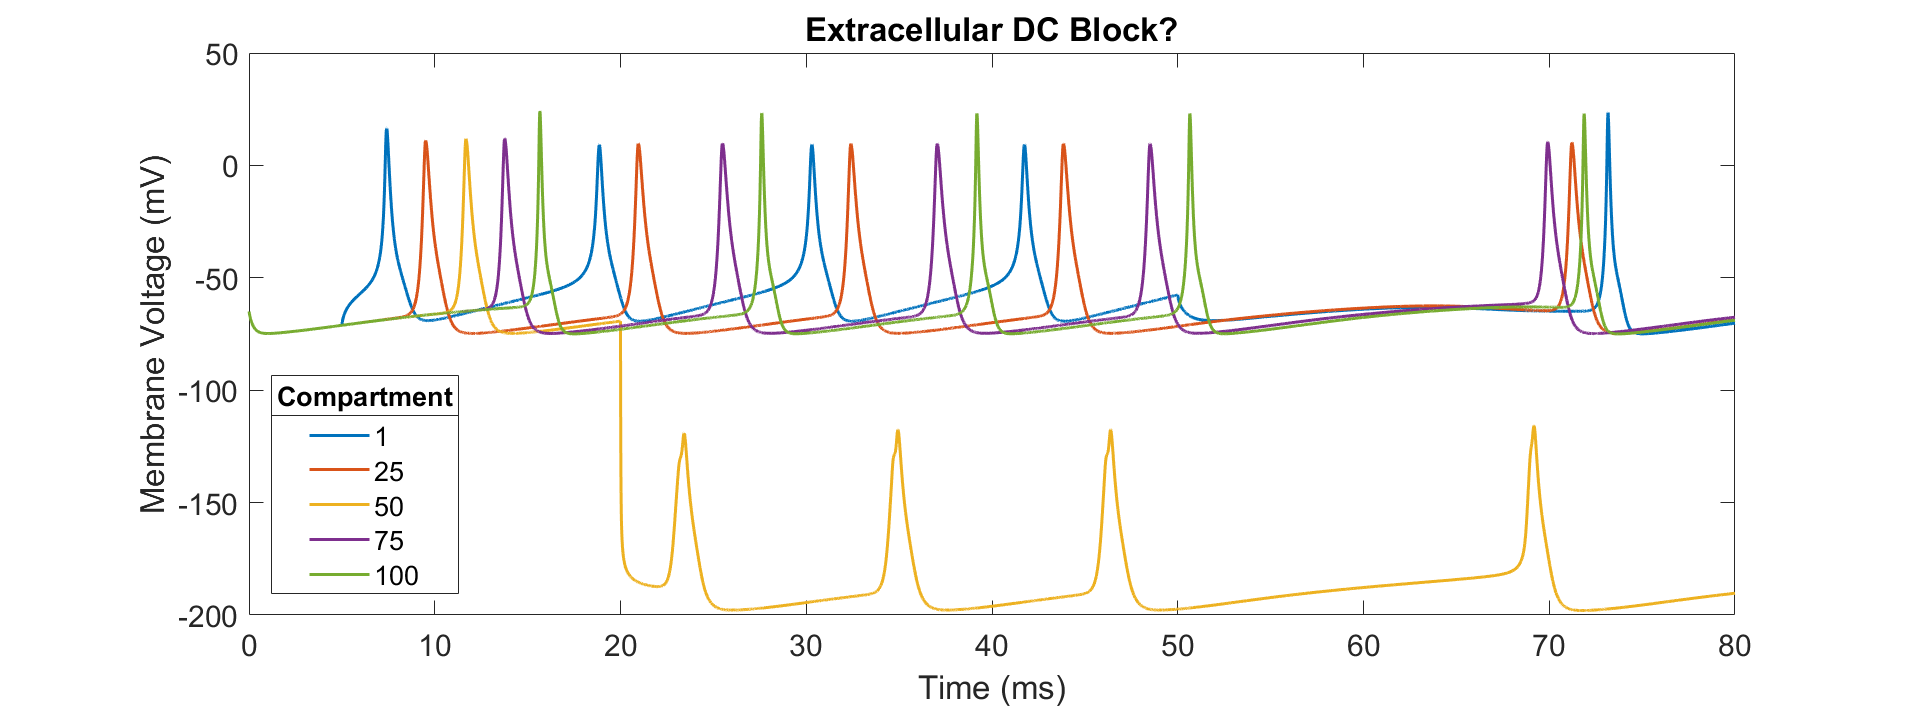 Extracellular DC Block?
Membrane Voltage (mV)
50
0
-50
-100
-150
-200
Compartment
1
25
50
75
100
0 10 20 30 40 50 60 70 80
Time (ms)